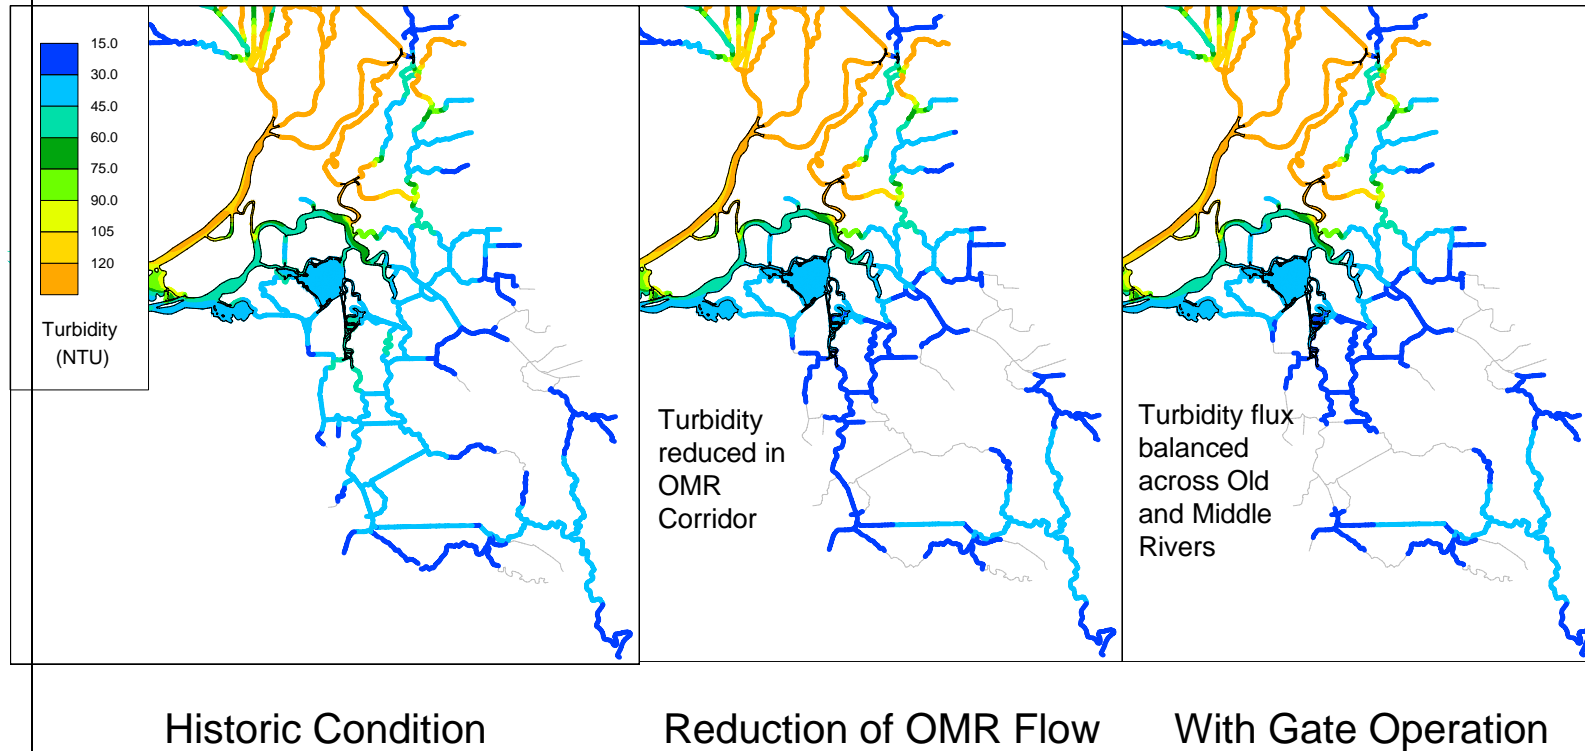 15.0
30.0
45.0
60.0
75.0
90.0
105
120
Turbidity
(NTU)
Turbidity
reduced in
OMR
Corridor
Turbidity flux
balanced
across Old
and Middle
Rivers
Historic Condition
Reduction of OMR Flow
With Gate Operation